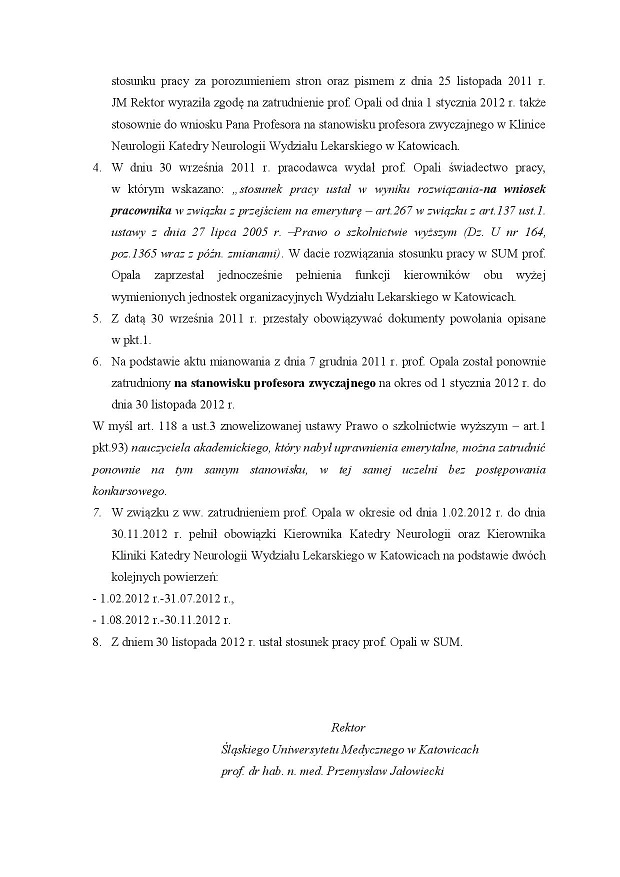 stosunku pracy za porozumieniem stron oraz pismem z dnia 25 listopada 2011 r.
JM Rektor wyraziła zgodę na zatrudnienie prof. Opali od dnia 1 stycznia 2012 r. także
stosownie do wniosku Pana Profesora na stanowisku profesora zwyczajnego w Klinice
Neurologii Katedry Neurologii Wydziału Lekarskiego w Katowicach.
4. W dniu 30 września 2011 r. pracodawca wydał prof. Opali świadectwo pracy,
w którym wskazano: „stosunek pracy ustał w wyniku rozwiązania-na wniosek
pracownika w związku z przejściem na emeryturę – art.267 w związku z art.137 ust.1.
ustawy z dnia 27 lipca 2005 r. –Prawo o szkolnictwie wyższym (Dz. U nr 164,
poz.1365 wraz z późn. zmianami). W dacie rozwiązania stosunku pracy w SUM prof.
Opala zaprzestał jednocześnie pełnienia funkcji kierowników obu wyżej
wymienionych jednostek organizacyjnych Wydziału Lekarskiego w Katowicach.
5. Z datą 30 września 2011 r. przestały obowiązywać dokumenty powołania opisane
w pkt.1.
6. Na podstawie aktu mianowania z dnia 7 grudnia 2011 r. prof. Opala został ponownie
zatrudniony na stanowisku profesora zwyczajnego na okres od 1 stycznia 2012 r. do
dnia 30 listopada 2012 r.
W myśl art. 118 a ust.3 znowelizowanej ustawy Prawo o szkolnictwie wyższym – art.1
pkt.93) nauczyciela akademickiego, który nabył uprawnienia emerytalne, można zatrudnić
ponownie na tym samym stanowisku, w tej samej uczelni bez postępowania
konkursowego.
7. W związku z ww. zatrudnieniem prof. Opala w okresie od dnia 1.02.2012 r. do dnia
30.11.2012 r. pełnił obowiązki Kierownika Katedry Neurologii oraz Kierownika
Kliniki Katedry Neurologii Wydziału Lekarskiego w Katowicach na podstawie dwóch
kolejnych powierzeń:
- 1.02.2012 r.-31.07.2012 r.,
- 1.08.2012 r.-30.11.2012 r.
8. Z dniem 30 listopada 2012 r. ustał stosunek pracy prof. Opali w SUM.
Rektor
Śląskiego Uniwersytetu Medycznego w Katowicach
prof. dr hab. n. med. Przemysław Jałowiecki